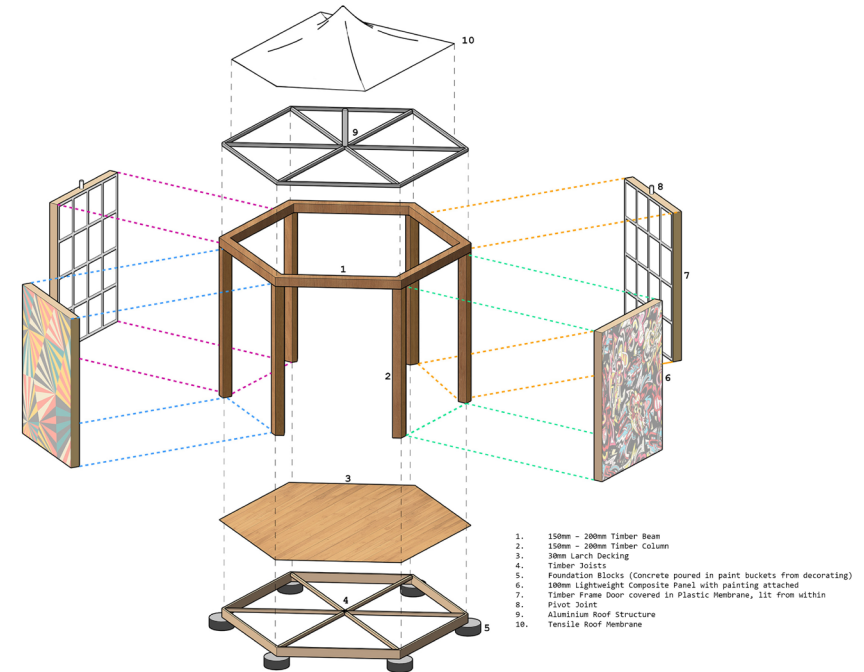 10
9
8
1
7
2
6
3
4
5
1. 150mm – 200mm Timber Beam
2. 150mm – 200mm Timber Column
3. 30mm Larch Decking
4. Timber Joists
5. Foundation Blocks (Concrete poured in paint buckets from decorating)
6. 100mm Lightweight Composite Panel with painting attached
7. Timber Frame Door covered in Plastic Membrane, lit from within
8. Pivot Joint
9. Aluminium Roof Structure
10. Tensile Roof Membrane